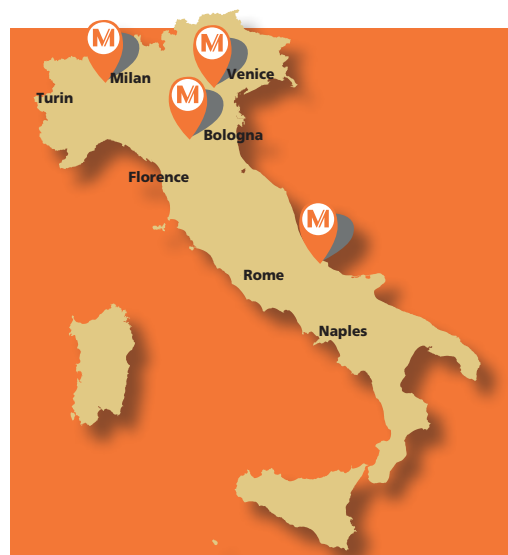 M
M
Milan
Venice
Turin
M
Bologna
Florence
M
Rome
Naples